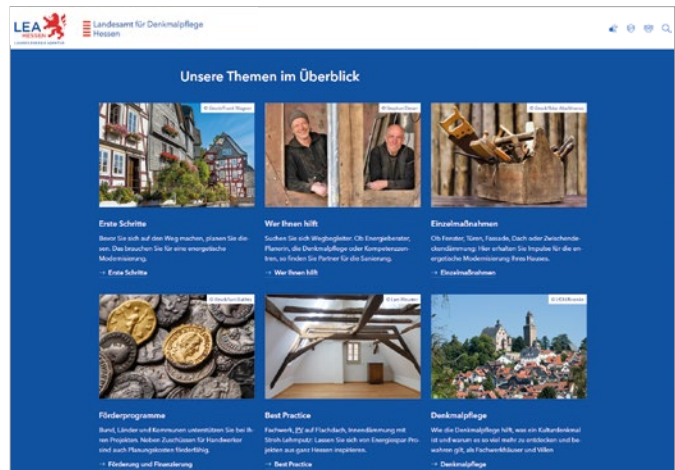 LEA
HESSEN
LANDESENERGIEAGENTUR
Landesamt für Denkmalpflege
Hessen
Unsere Themen im Überblick
Erste Schritte
Bevor Sie sich auf den Weg machen, planen Sie die-
sen. Das brauchen Sie für eine energetische
Modernisierung.
→ Erste Schritte
Wer Ihnen hilft
Suchen Sie sich Wegbegleiter. Ob Energieberater,
Planerin, die Denkmalpflege oder Kompetenzzen-
tren, so finden Sie Partner für die Sanierung.
→ Wer Ihnen hilft
Einzelmaßnahmen
Ob Fenster, Türen, Fassade, Dach oder Zwischende-
ckendämmung: Hier erhalten Sie Impulse für die en-
ergetische Modernisierung Ihres Hauses.
→ Einzelmaßnahmen
Förderprogramme
Bund, Länder und Kommunen unterstützen Sie bei Ih-
ren Projekten. Neben Zuschüssen für Handwerker
sind auch Planungskosten förderfähig.
→ Förderung und Finanzierung
Best Practice
Fachwerk, PV auf Flachdach, Innendämmung mit
Stroh-Lehmputz: Lassen Sie sich von Energiespar-Pro-
jekten aus ganz Hessen inspirieren.
→ Best Practice
Denkmalpflege
Wie die Denkmalpflege hilft, was ein Kulturdenkmal
ist und warum es so viel mehr zu entdecken und be-
wahren gilt, als Fachwerkhäuser und Villen
→ Denkmalpflege